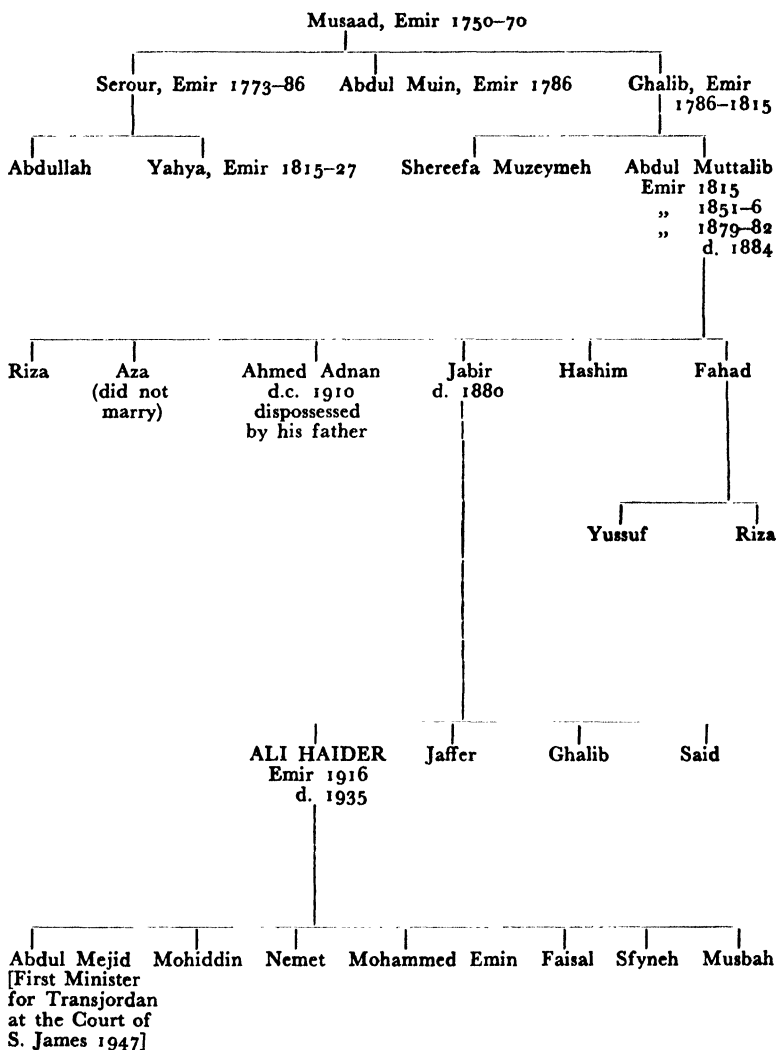 Musaad, Emir 1750–70
Serour, Emir 1773–86 Abdul Muin, Emir 1786 Ghalib, Emir
1786–1815
Abdullah Yahya, Emir 1815–27 Shereefa Muzeymeh Abdul Muttalib
Emir 1815
„ 1851–6
„ 1879–82
d. 1884
Riza Aza Ahmed Adnan Jabir Hashim Fahad
(did not d.c. 1910 d. 1880
marry) dispossessed
by his father
Yussuf Riza
ALI HAIDER Jaffer Ghalib Said
Emir 1916
d. 1935
Abdul Mejid Mohiddin Nemet Mohammed Emin Faisal Sfyneh Musbah
[First Minister
for Transjordan
at the Court of
S. James 1947]